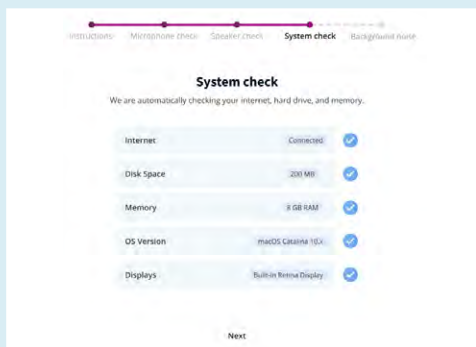 Instructions Microphone check Speaker check System check Background noise
System check
We are automatically checking your internet, hard drive, and memory.
Internet Connected
Disk Space 200 MB
Memory 8 GB RAM
OS Version macOS Catalina 10.x
Displays Built-in Retina Display
Next